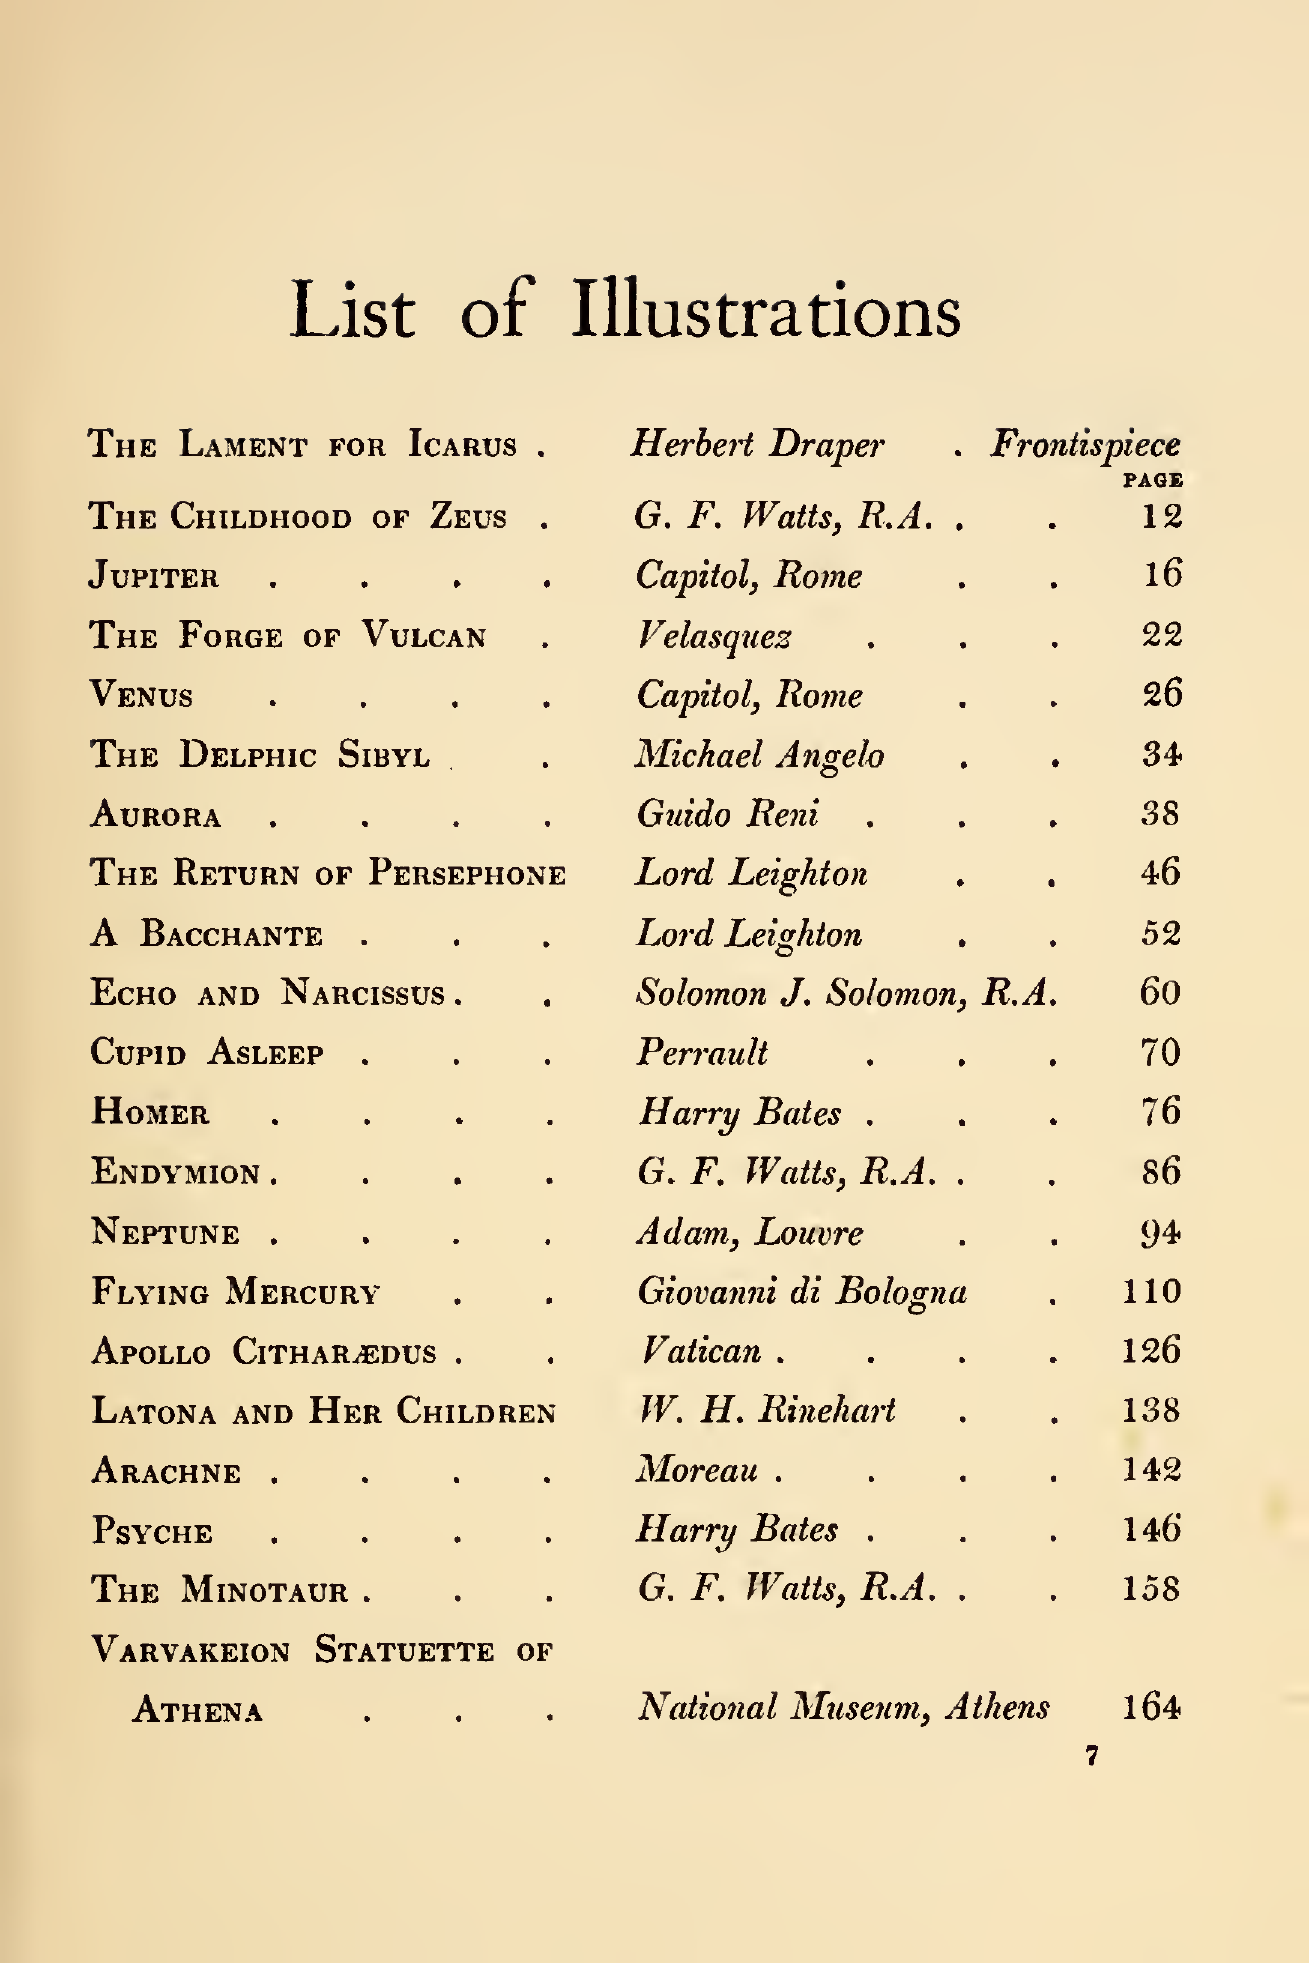 List of Illustrations
The Lament for Icarus . Herbert Draper . Frontispiece
PAGE
The Childhood of Zeus . G. F. Watts, R.A. . . 12
Jupiter . . . . Capitol, Rome . . 16
The Forge of Vulcan . Velasquez . . . 22
Venus . . . . Capitol, Rome . . 26
The Delphic Sibyl . . Michael Angelo . . 34
Aurora . . . . Guido Reni . . . 38
The Return of Persephone Lord Leighton . . 46
A Bacchante . . . Lord Leighton . . 52
Echo and Narcissus . . Solomon J. Solomon, R.A. 60
Cupid Asleep . . . Perrault . . . 70
Homer . . . . Harry Bates . . . 76
Endymion . . . . G. F. Watts, R.A. . . 86
Neptune . . . . Adam, Louvre . . 94
Flying Mercury . . Giovanni di Bologna . 110
Apollo Citharædus . . Vatican . . . . 126
Latona and Her Children W. H. Rinehart . . 138
Arachne . . . . Moreau . . . . 142
Psyche . . . . Harry Bates . . . 146
The Minotaur . . . G. F. Watts, R.A. . . 158
Varvakeion Statuette of
Athena . . . National Museum, Athens 164
7